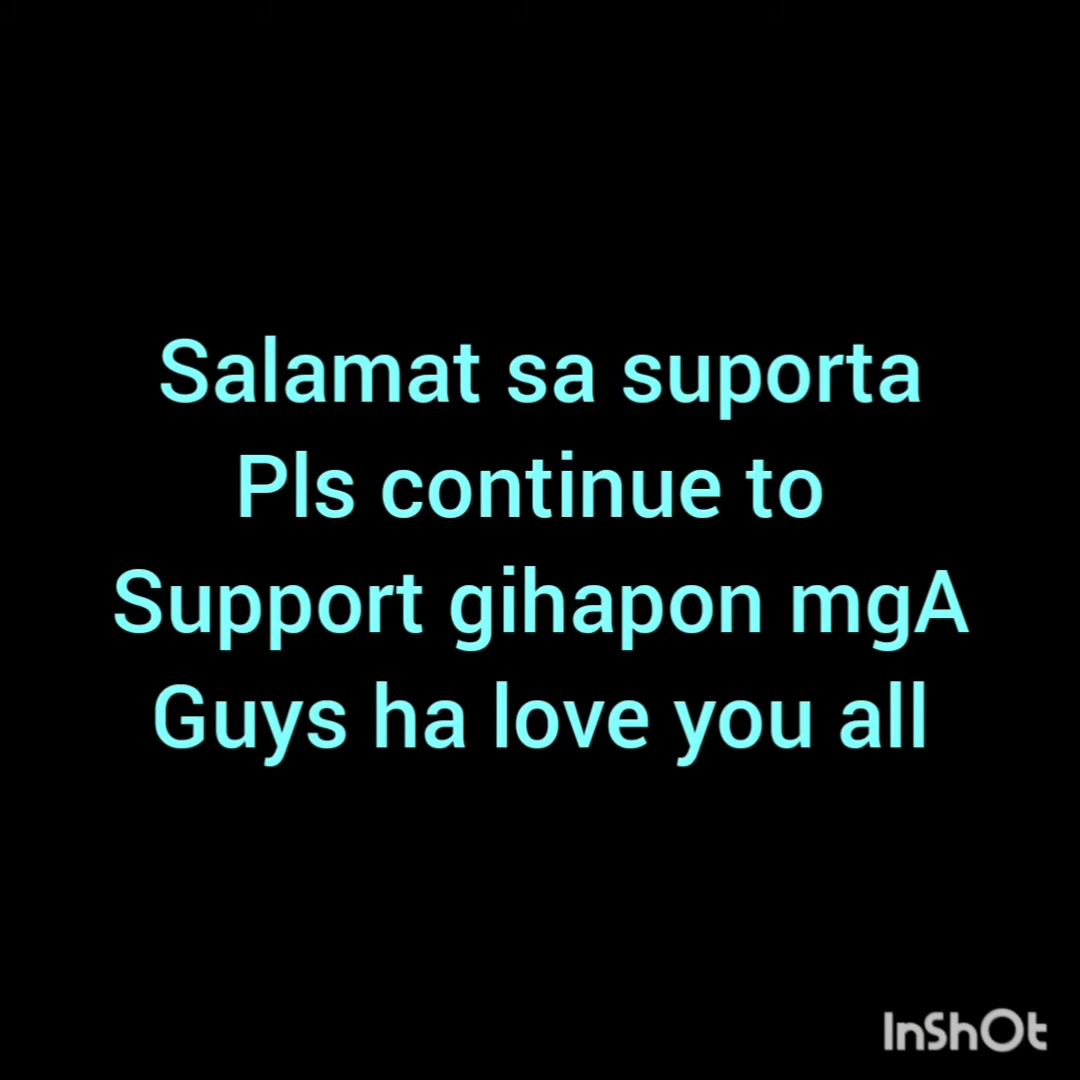 Salamat sa suporta
Pls continue to
Support gihapon mgA
Guys ha love you all
InShOt